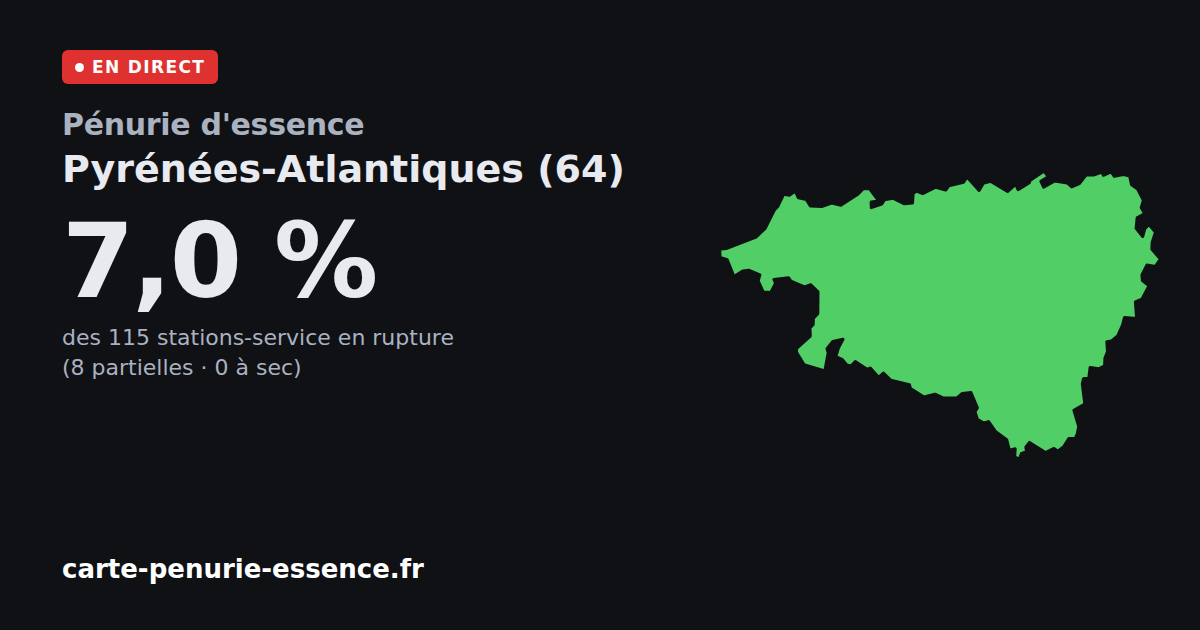 EN DIRECT
Pénurie d'essence
Pyrénées-Atlantiques (64)
7,0 %
des 115 stations-service en rupture
(8 partielles · 0 à sec)
carte-penurie-essence.fr